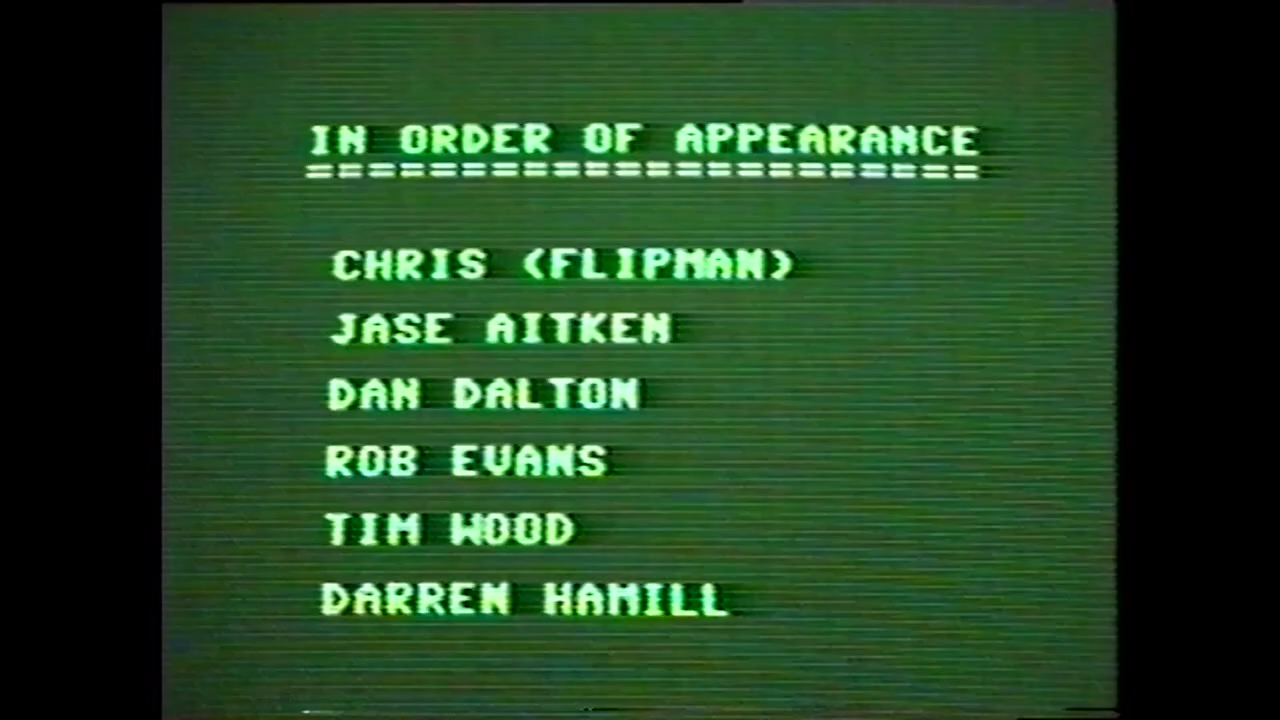 IN ORDER OF APPEARANCE
======================
CHRIS (FLIPMAN)
JASE AITKEN
DAN DALTON
ROB EVANS
TIM WOOD
DARREN HAMILL